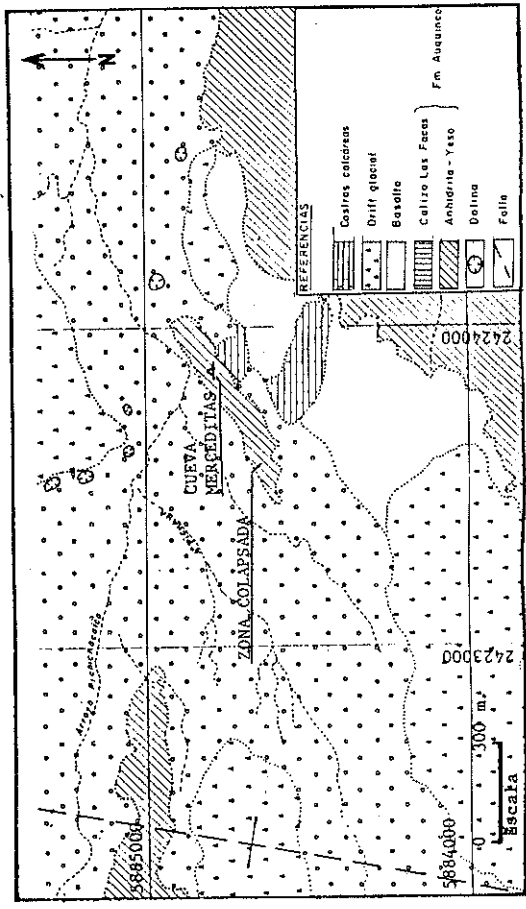 N
REFERENCIAS
Costras calcáreas
Drift glacial
Basalto
Caliza Las Facas
Anhidrita - Yeso
Fm Auquinco
Dolina
Falla
CUEVA
MERCEDITAS
ZONA COLAPSADA
Arroyo
5885000
5884000
2423000
2424000
0 300 m.
Escala